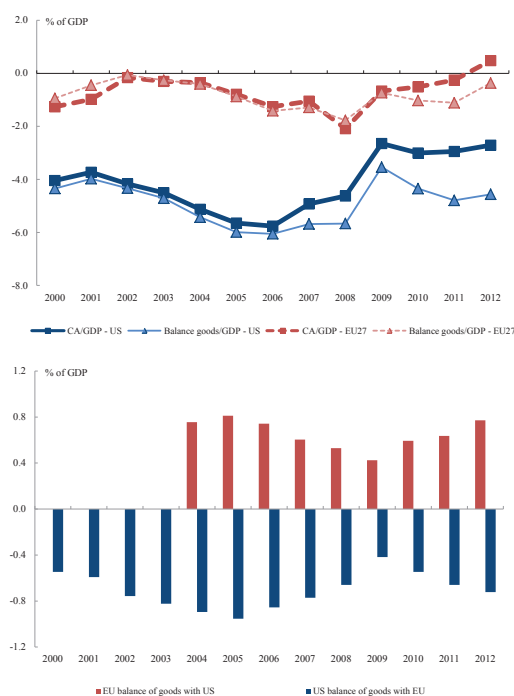 % of GDP
2.0
0.0
-2.0
-4.0
-6.0
-8.0
2000 2001 2002 2003 2004 2005 2006 2007 2008 2009 2010 2011 2012
CA/GDP - US Balance goods/GDP - US CA/GDP - EU27 Balance goods/GDP - EU27
% of GDP
1.2
0.8
0.4
0.0
-0.4
-0.8
-1.2
2000 2001 2002 2003 2004 2005 2006 2007 2008 2009 2010 2011 2012
EU balance of goods with US US balance of goods with EU